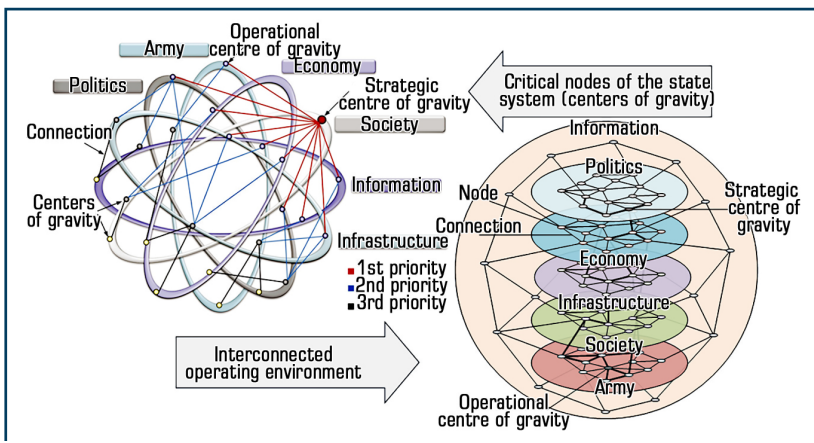 Operational
centre of gravity
Army
Economy
Politics
Strategic
centre of gravity
Society
Connection
Information
Centers
of gravity
Infrastructure
1st priority
2nd priority
3rd priority
Interconnected
operating environment
Critical nodes of the state
system (centers of gravity)
Information
Politics
Node
Strategic
centre of
gravity
Connection
Economy
Infrastructure
Society
Army
Operational
centre of gravity